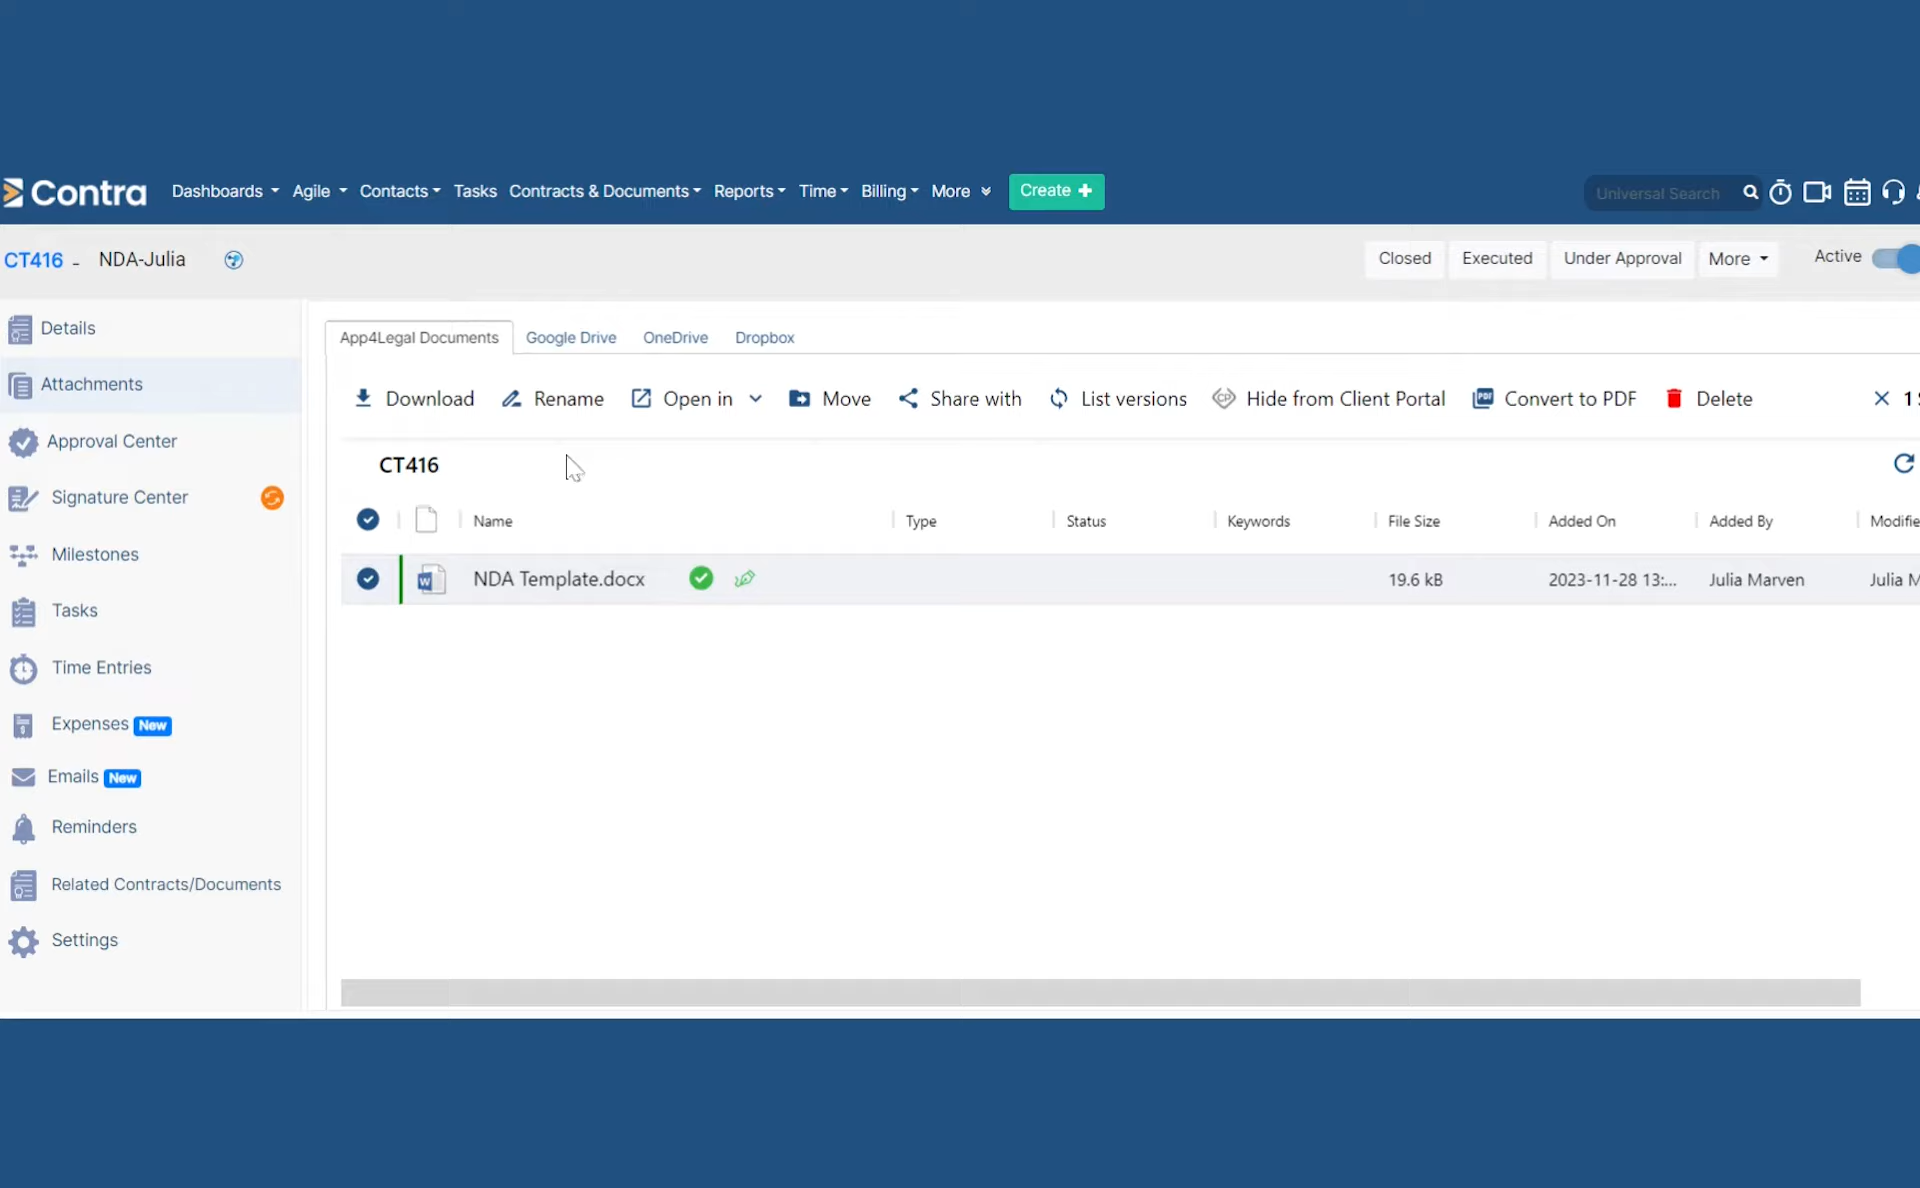 Contra Dashboards Agile Contacts Tasks Contracts & Documents Reports Time Billing More Create + Universal Search
CT416 - NDA-Julia Closed Executed Under Approval More Active
Details
Attachments
Approval Center
Signature Center
Milestones
Tasks
Time Entries
Expenses New
Emails New
Reminders
Related Contracts/Documents
Settings
App4Legal Documents Google Drive OneDrive Dropbox
Download Rename Open in Move Share with List versions Hide from Client Portal PDF Convert to PDF Delete 1
CT416
Name Type Status Keywords File Size Added On Added By Modifie
W NDA Template.docx 19.6 kB 2023-11-28 13:... Julia Marven Julia M